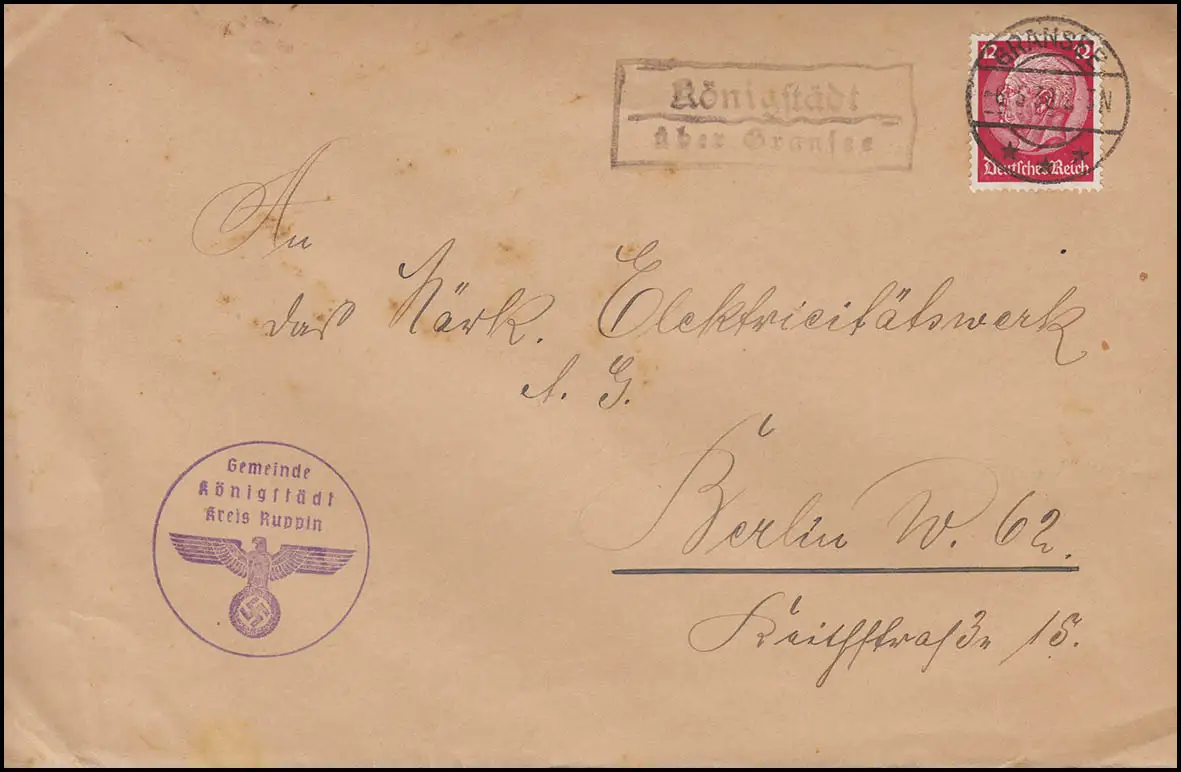 Königstädt
über Gransee
12 12
GRANSEE
Deutsches Reich
An
das Märk. Elektricitätswerk
A. G.
Berlin W. 62.
Keithstraße 15.
Gemeinde
Königstädt
Kreis Ruppin